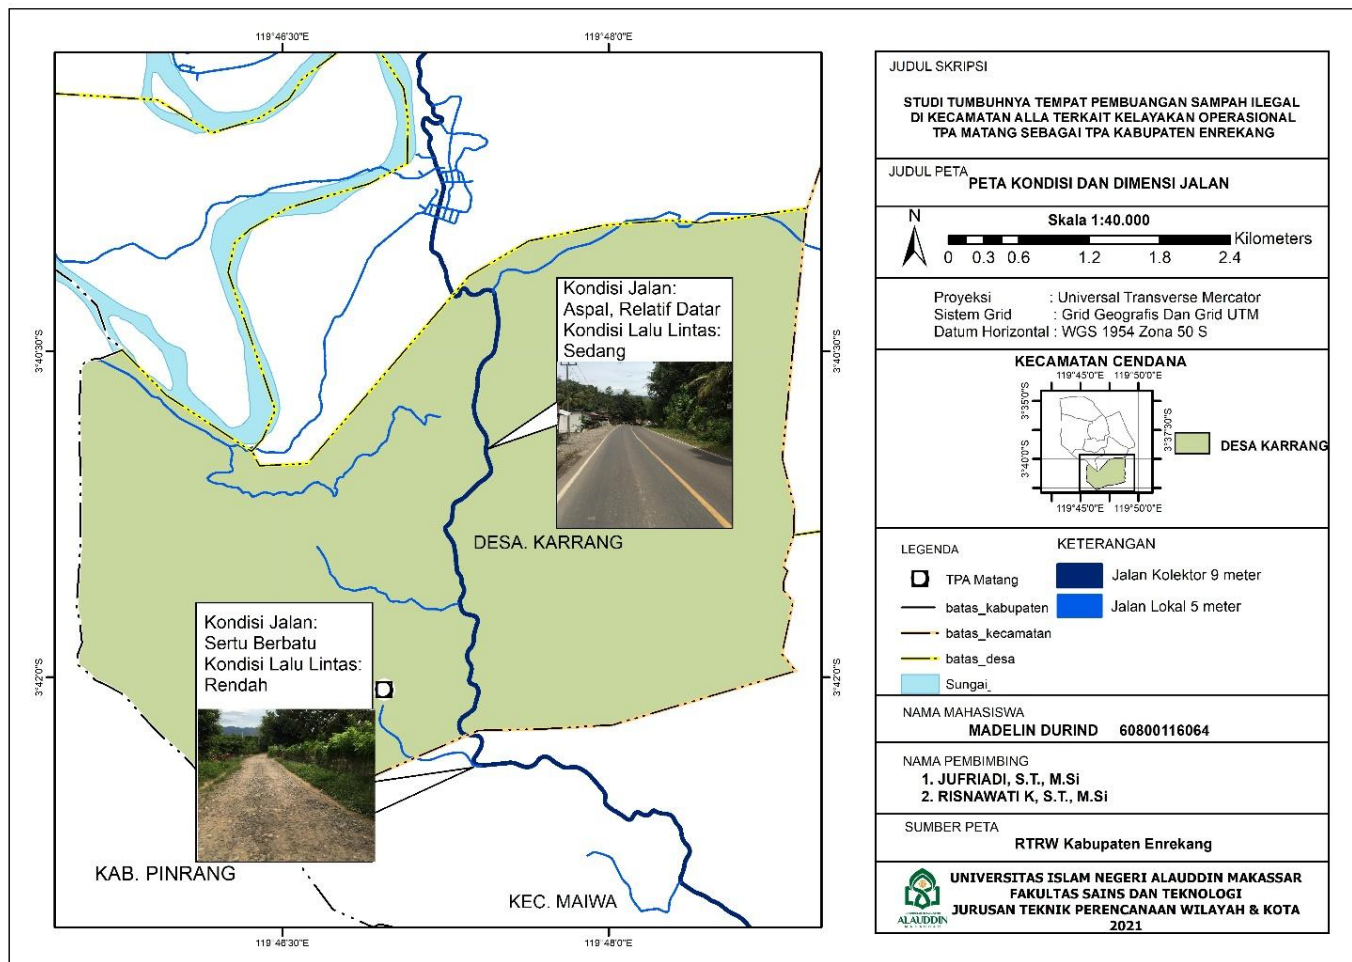 119°46'30"E
119°48'0"E
3°40'30"S
3°42'0"S
3°40'30"S
3°42'0"S
119°46'30"E
119°48'0"E
Kondisi Jalan:
Aspal, Relatif Datar
Kondisi Lalu Lintas:
Sedang
DESA. KARRANG
Kondisi Jalan:
Sertu Berbatu
Kondisi Lalu Lintas:
Rendah
KAB. PINRANG
KEC. MAIWA
JUDUL SKRIPSI
STUDI TUMBUHNYA TEMPAT PEMBUANGAN SAMPAH ILEGAL
DI KECAMATAN ALLA TERKAIT KELAYAKAN OPERASIONAL
TPA MATANG SEBAGAI TPA KABUPATEN ENREKANG
JUDUL PETA
PETA KONDISI DAN DIMENSI JALAN
N
Skala 1:40.000
Kilometers
0 0.3 0.6 1.2 1.8 2.4
Proyeksi : Universal Transverse Mercator
Sistem Grid : Grid Geografis Dan Grid UTM
Datum Horizontal : WGS 1954 Zona 50 S
KECAMATAN CENDANA
119°45'0"E 119°50'0"E
3°35'0"S
3°40'0"S
3°37'30"S
119°45'0"E 119°50'0"E
DESA KARRANG
LEGENDA
TPA Matang
batas_kabupaten
batas_kecamatan
batas_desa
Sungai_
KETERANGAN
Jalan Kolektor 9 meter
Jalan Lokal 5 meter
NAMA MAHASISWA
MADELIN DURIND 60800116064
NAMA PEMBIMBING
1. JUFRIADI, S.T., M.Si
2. RISNAWATI K, S.T., M.Si
SUMBER PETA
RTRW Kabupaten Enrekang
ALAUDDIN
UNIVERSITAS ISLAM NEGERI ALAUDDIN MAKASSAR
FAKULTAS SAINS DAN TEKNOLOGI
JURUSAN TEKNIK PERENCANAAN WILAYAH & KOTA
2021